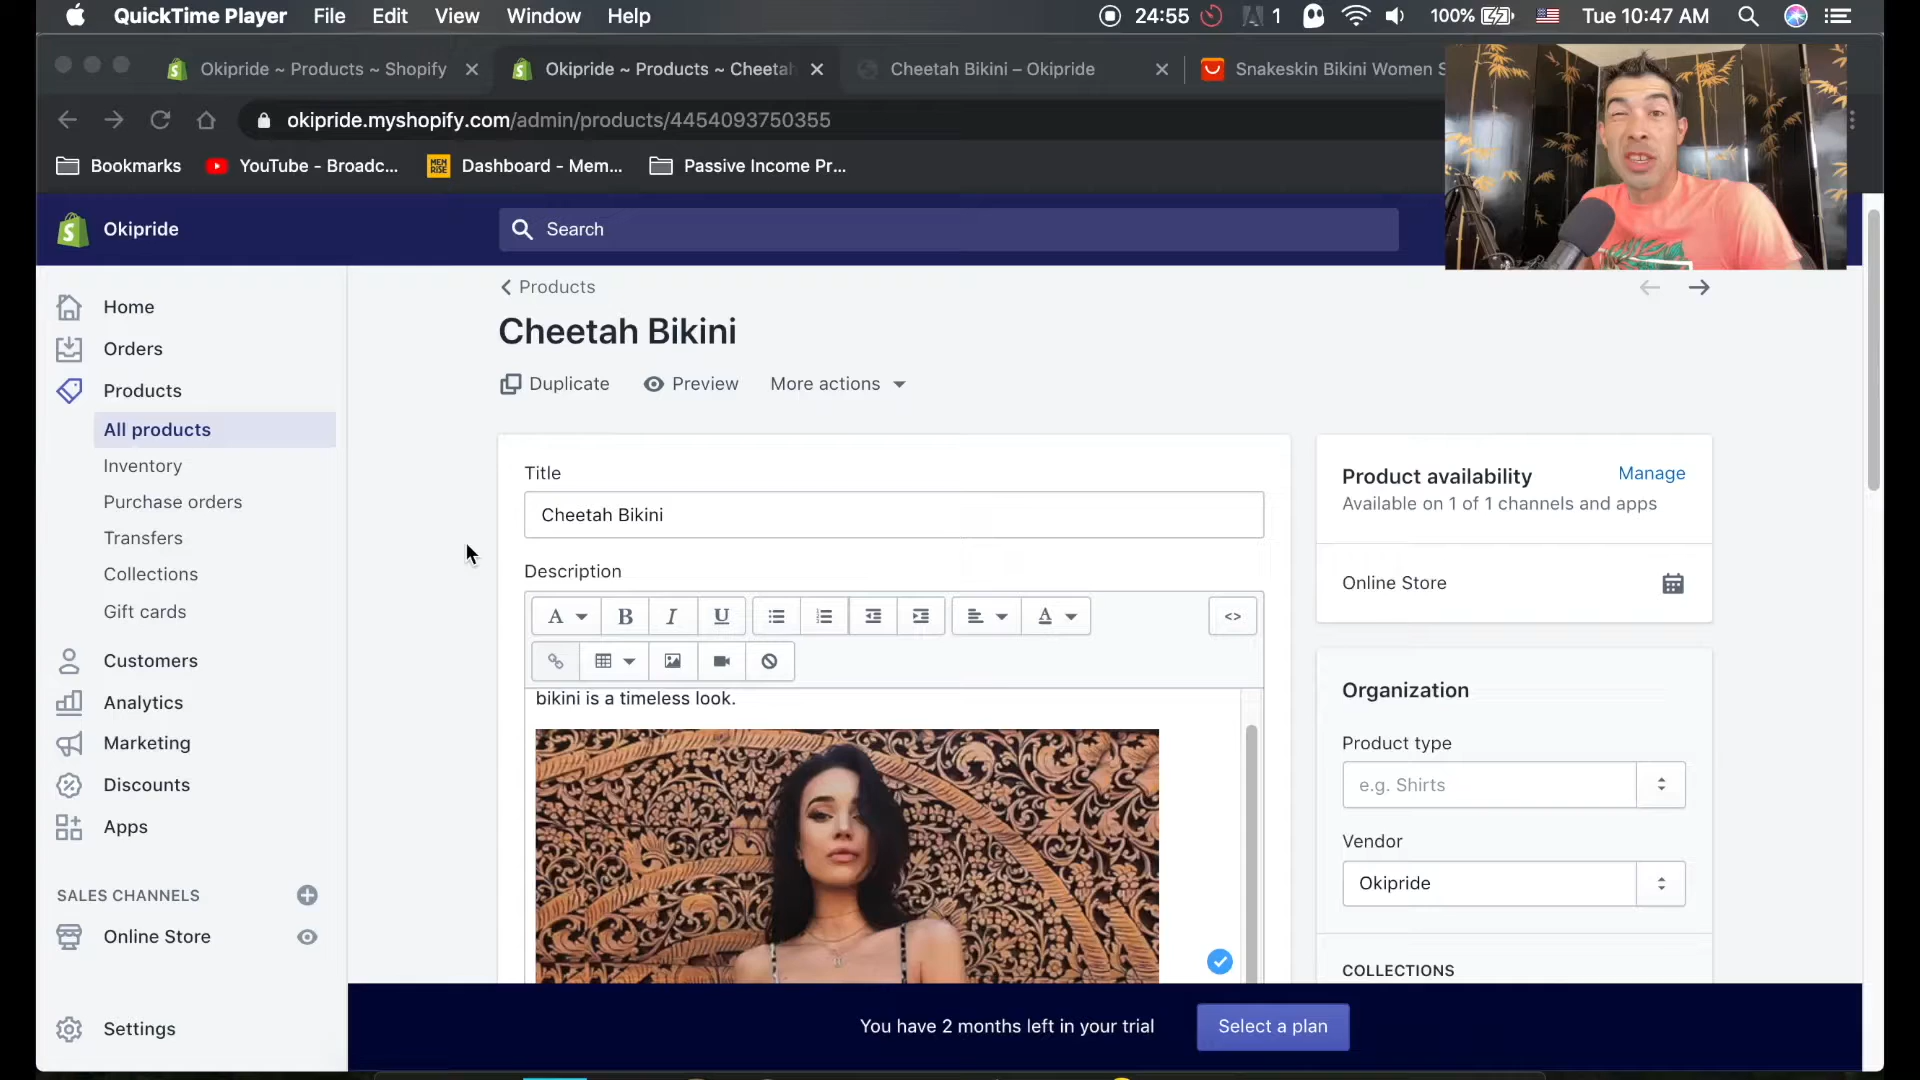 QuickTime Player File Edit View Window Help 24:55 1 100% Tue 10:47 AM
Okipride ~ Products ~ Shopify
Okipride ~ Products ~ Cheetah
Cheetah Bikini – Okipride
Snakeskin Bikini Women S
okipride.myshopify.com/admin/products/4454093750355
Bookmarks
YouTube - Broadc...
MEM
RISE
Dashboard - Mem...
Passive Income Pr...
Okipride
Search
Home
Orders
Products
All products
Inventory
Purchase orders
Transfers
Collections
Gift cards
Customers
Analytics
Marketing
Discounts
Apps
SALES CHANNELS
Online Store
Settings
Products
Cheetah Bikini
Duplicate Preview More actions
Title
Cheetah Bikini
Description
A B I U A <>
bikini is a timeless look.
Product availability Manage
Available on 1 of 1 channels and apps
Online Store
Organization
Product type
e.g. Shirts
Vendor
Okipride
COLLECTIONS
You have 2 months left in your trial Select a plan